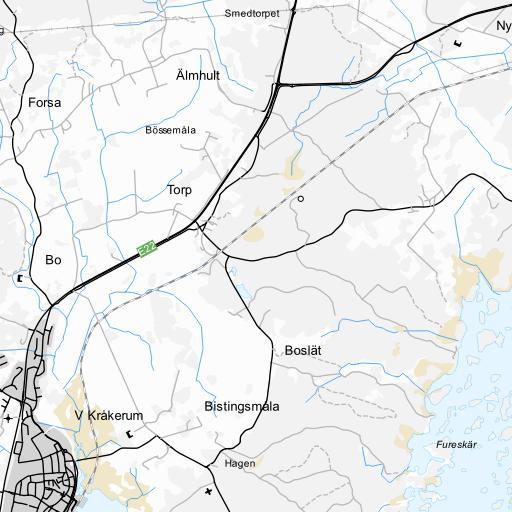 Smedtorpet
Ny
Älmhult
Forsa
Bössemåla
Torp
E22
Bo
Boslät
Bistingsmåla
V Kråkerum
Fureskär
Hagen